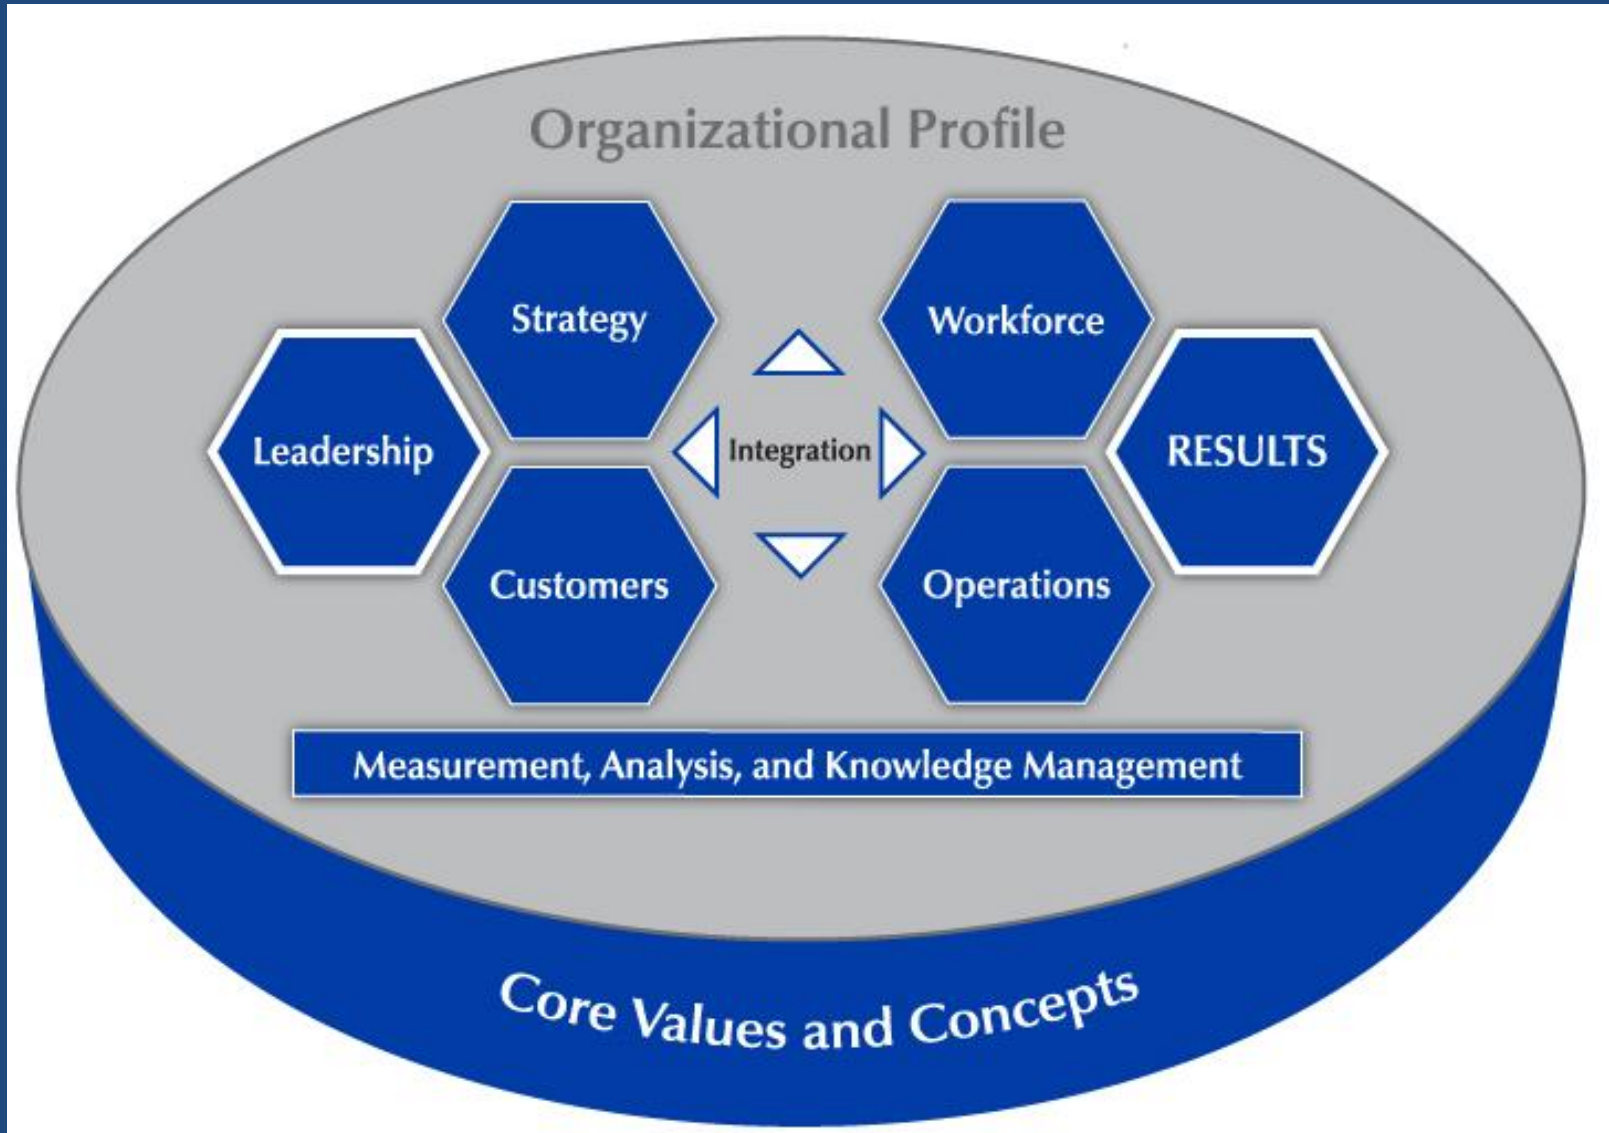 Organizational Profile
Strategy
Workforce
Leadership
Integration
RESULTS
Customers
Operations
Measurement, Analysis, and Knowledge Management
Core Values and Concepts